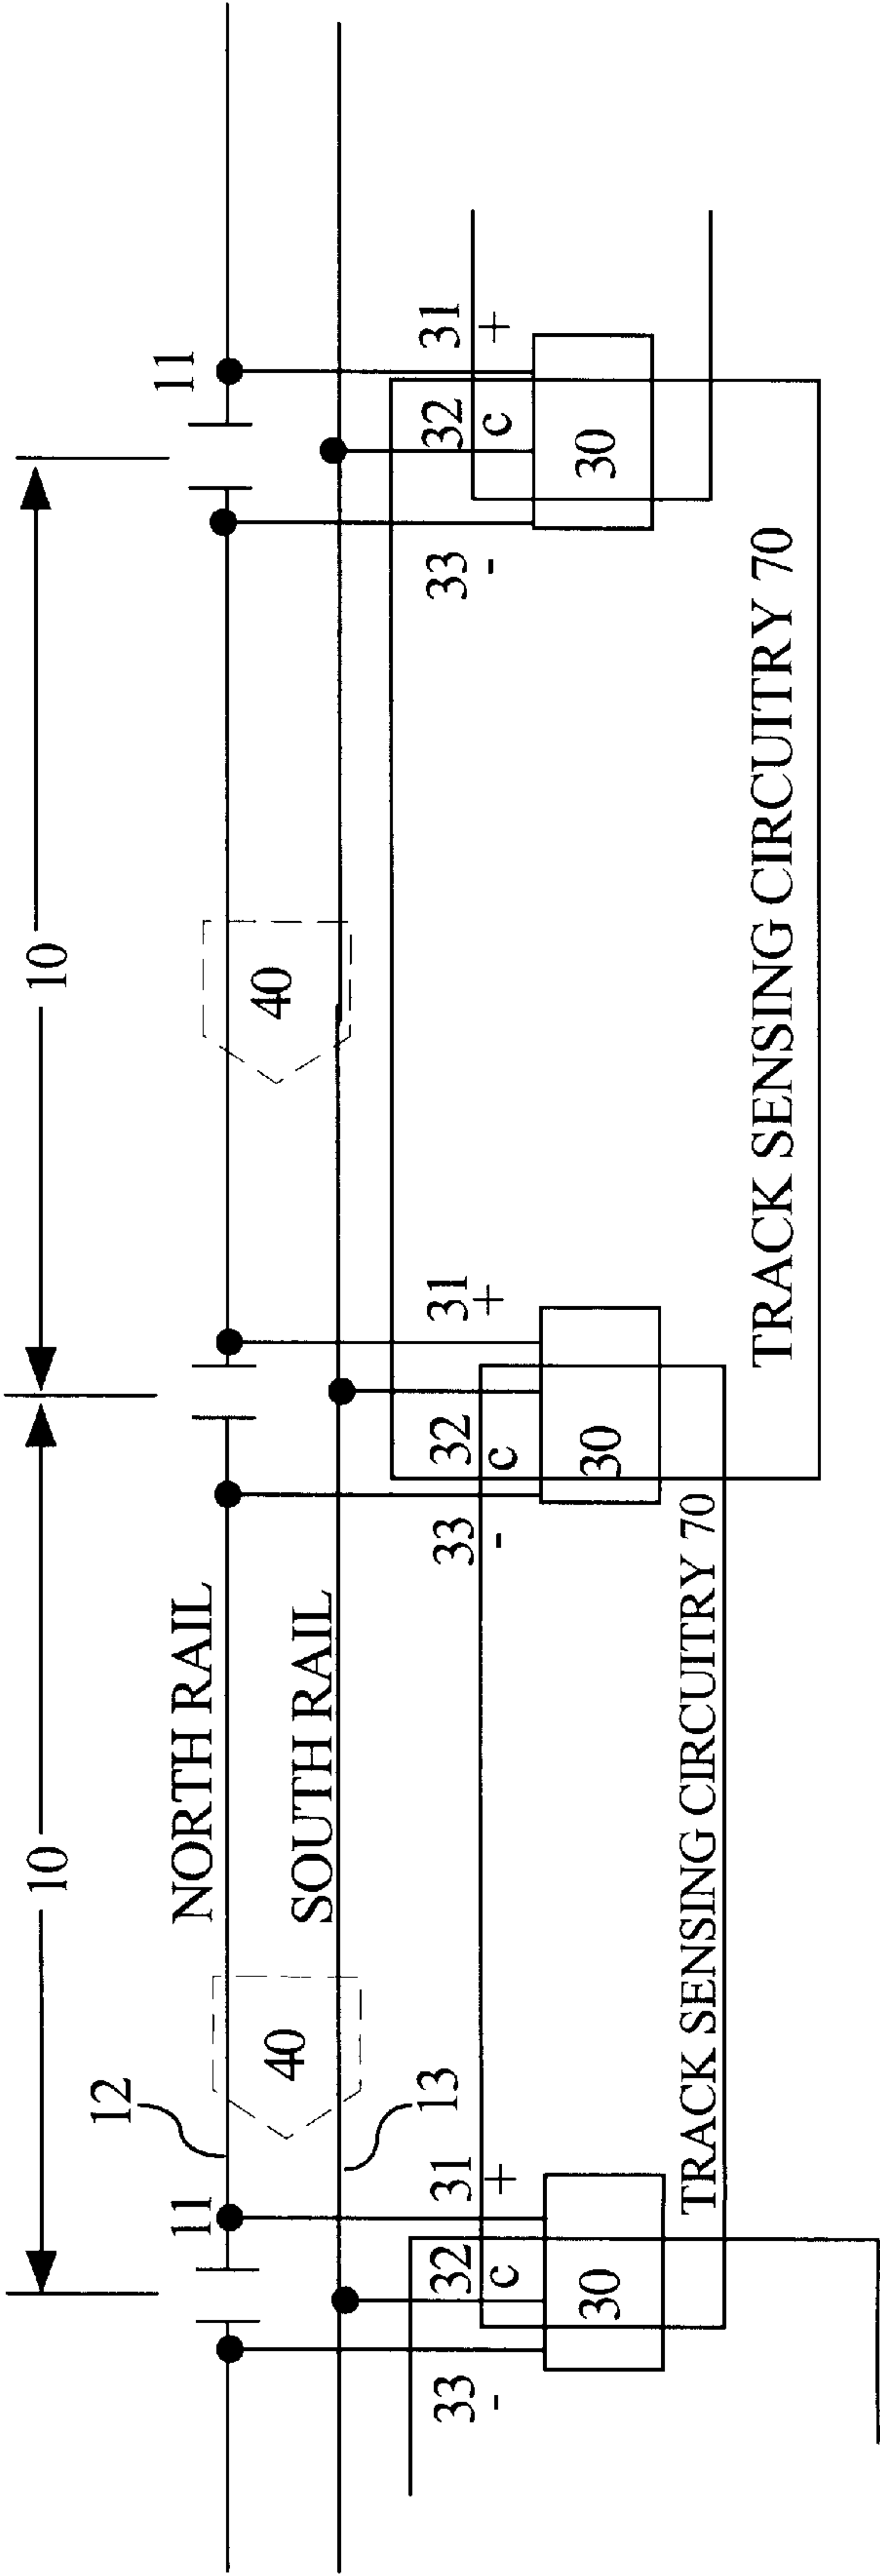 10 10
11 12 11
NORTH RAIL
SOUTH RAIL
40 40
13
33 32 31 33 32 31 33 32 31
- c + - c + - c +
30 30 30
TRACK SENSING CIRCUITRY 70
TRACK SENSING CIRCUITRY 70